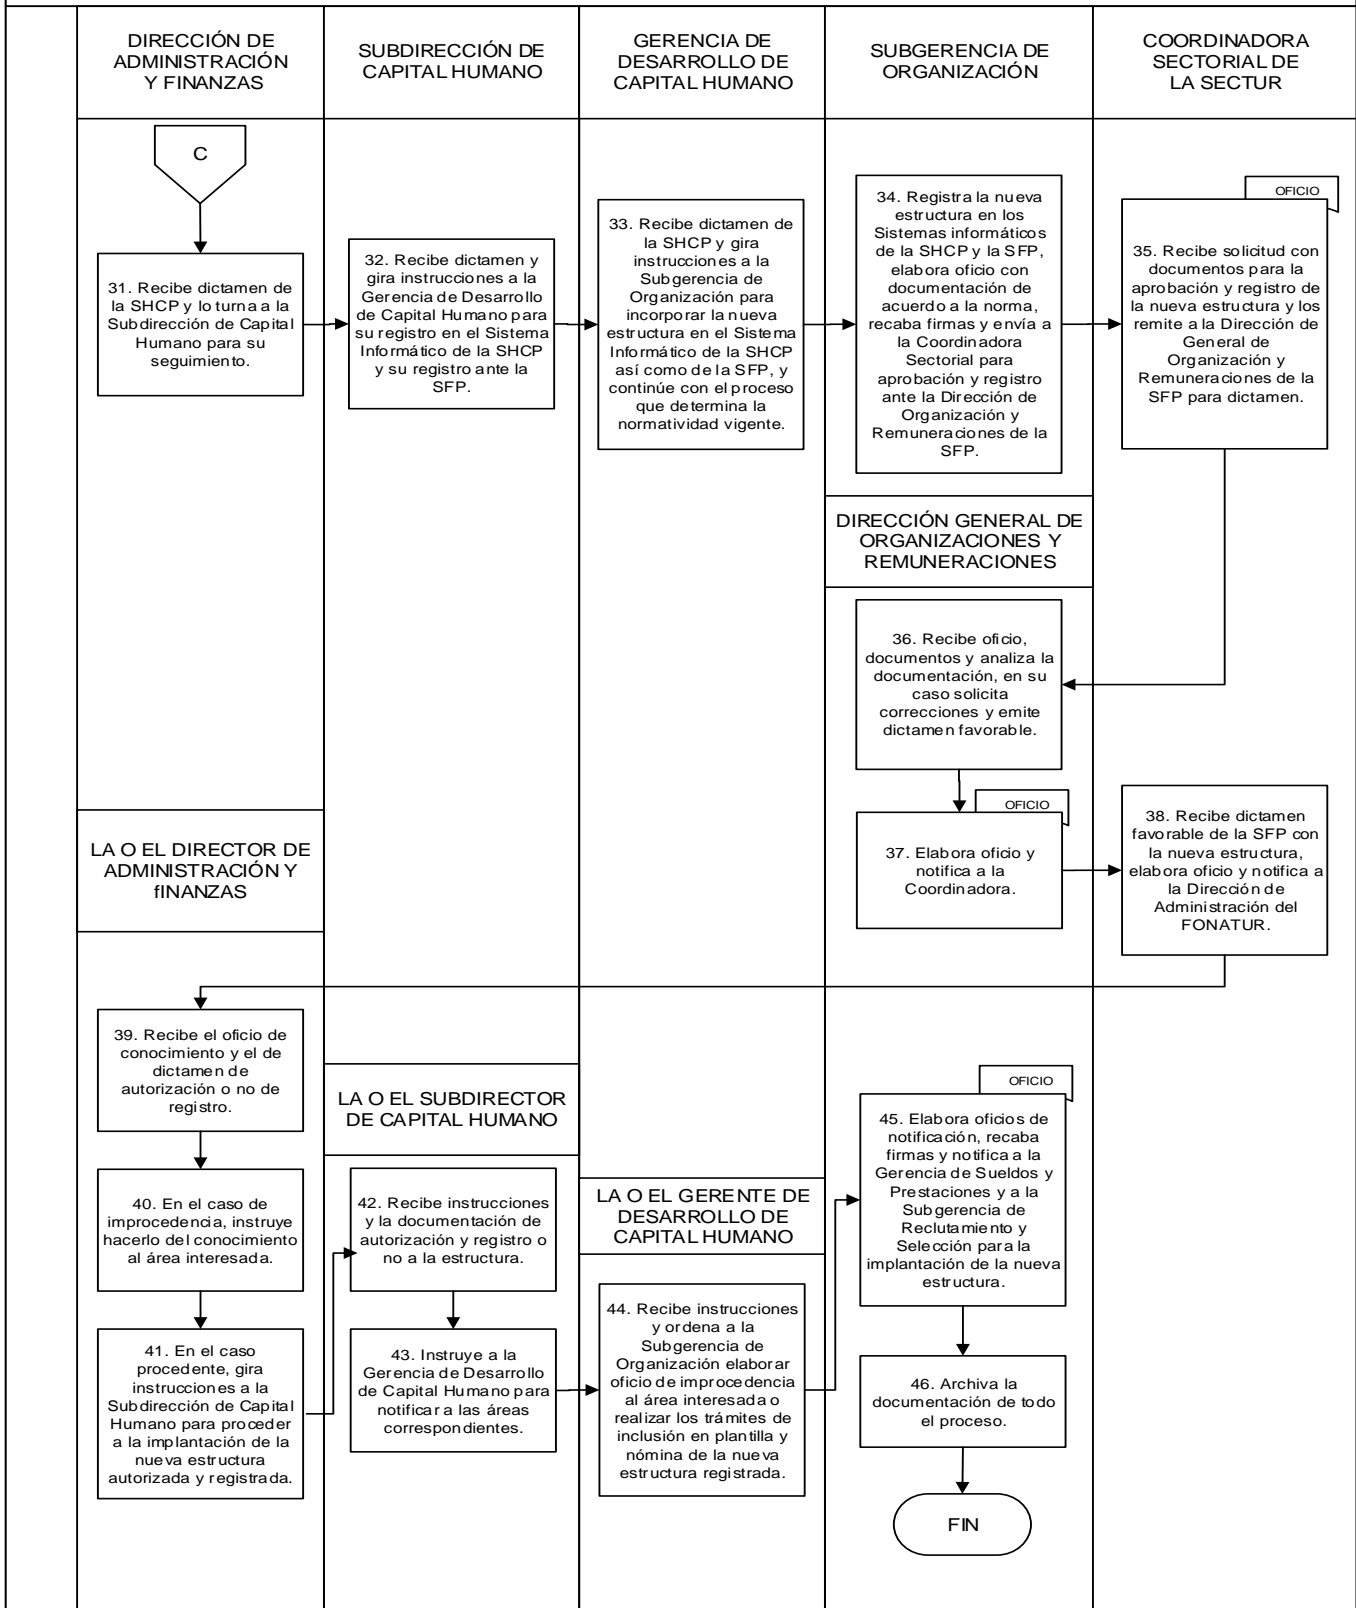 DIRECCIÓN DE
ADMINISTRACIÓN
Y FINANZAS
SUBDIRECCIÓN DE
CAPITAL HUMANO
GERENCIA DE
DESARROLLO DE
CAPITAL HUMANO
SUBGERENCIA DE
ORGANIZACIÓN
COORDINADORA
SECTORIAL DE
LA SECTUR
C
31. Recibe dictamen de
la SHCP y lo turna a la
Subdirección de Capital
Humano para su
seguimiento.
32. Recibe dictamen y
gira instrucciones a la
Gerencia de Desarrollo
de Capital Humano para
su registro en el Sistema
Informático de la SHCP
y su registro ante la
SFP.
33. Recibe dictamen de
la SHCP y gira
instrucciones a la
Subgerencia de
Organización para
incorporar la nueva
estructura en el Sistema
Informático de la SHCP
así como de la SFP, y
continúe con el proceso
que determina la
normatividad vigente.
34. Registra la nueva
estructura en los
Sistemas informáticos
de la SHCP y la SFP,
elabora oficio con
documentación de
acuerdo a la norma,
recaba firmas y envía a
la Coordinadora
Sectorial para
aprobación y registro
ante la Dirección de
Organización y
Remuneraciones de la
SFP.
OFICIO
35. Recibe solicitud con
documentos para la
aprobación y registro de
la nueva estructura y los
remite a la Dirección de
General de
Organización y
Remuneraciones de la
SFP para dictamen.
DIRECCIÓN GENERAL DE
ORGANIZACIONES Y
REMUNERACIONES
36. Recibe oficio,
documentos y analiza la
documentación, en su
caso solicita
correcciones y emite
dictamen favorable.
OFICIO
37. Elabora oficio y
notifica a la
Coordinadora.
38. Recibe dictamen
favorable de la SFP con
la nueva estructura,
elabora oficio y notifica a
la Dirección de
Administración del
FONATUR.
LA O EL DIRECTOR DE
ADMINISTRACIÓN Y
fINANZAS
39. Recibe el oficio de
conocimiento y el de
dictamen de
autorización o no de
registro.
40. En el caso de
improcedencia, instruye
hacerlo del conocimiento
al área interesada.
41. En el caso
procedente, gira
instrucciones a la
Subdirección de Capital
Humano para proceder
a la implantación de la
nueva estructura
autorizada y registrada.
LA O EL SUBDIRECTOR
DE CAPITAL HUMANO
42. Recibe instrucciones
y la documentación de
autorización y registro o
no a la estructura.
43. Instruye a la
Gerencia de Desarrollo
de Capital Humano para
notificar a las áreas
correspondientes.
LA O EL GERENTE DE
DESARROLLO DE
CAPITAL HUMANO
44. Recibe instrucciones
y ordena a la
Subgerencia de
Organización elaborar
oficio de improcedencia
al área interesada o
realizar los trámites de
inclusión en plantilla y
nómina de la nueva
estructura registrada.
OFICIO
45. Elabora oficios de
notificación, recaba
firmas y notifica a la
Gerencia de Sueldos y
Prestaciones y a la
Subgerencia de
Reclutamiento y
Selección para la
implantación de la nueva
estructura.
46. Archiva la
documentación de todo
el proceso.
FIN